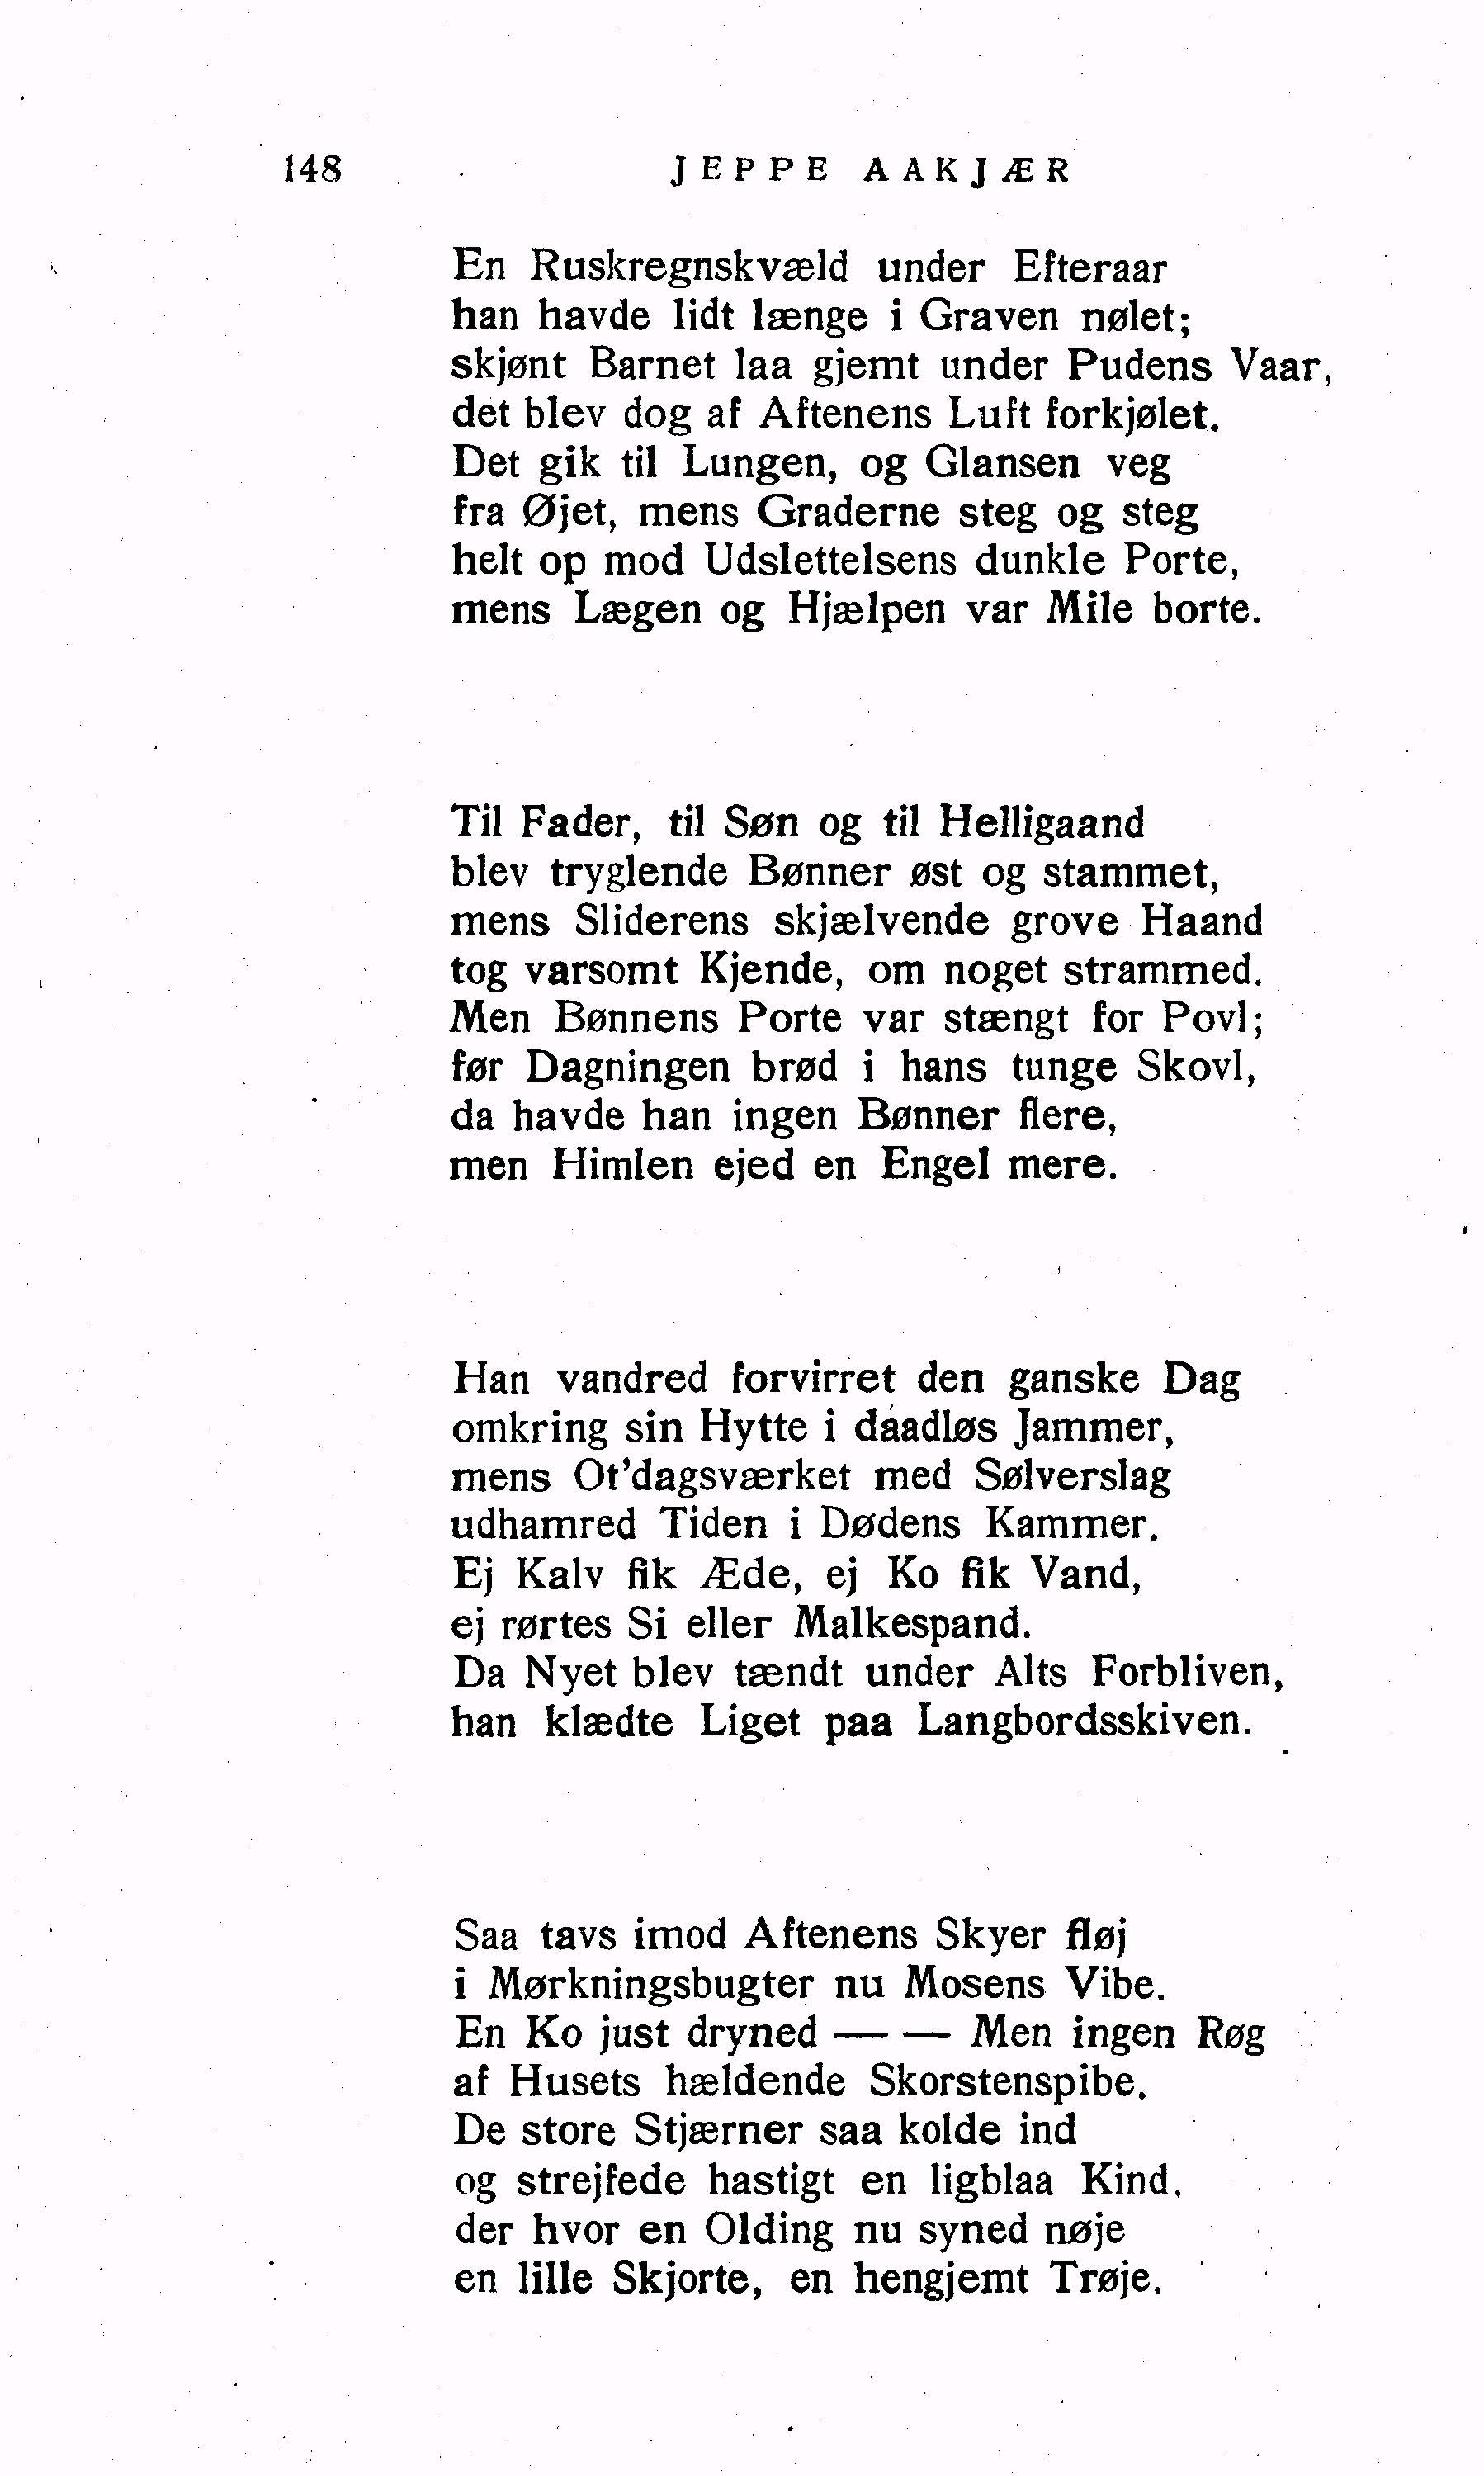 148 JEPPE AAKJÆR
En Ruskregnskvæld under Efteraar
han havde lidt længe i Graven nølet;
skjønt Barnet laa gjemt under Pudens Vaar,
det blev dog af Aftenens Luft forkjølet.
Det gik til Lungen, og Glansen veg
fra Øjet, mens Graderne steg og steg
helt op mod Udslettelsens dunkle Porte,
mens Lægen og Hjælpen var Mile borte.
Til Fader, til Søn og til Helligaand
blev tryglende Bønner øst og stammet,
mens Sliderens skjælvende grove Haand
tog varsomt Kjende, om noget strammed.
Men Bønnens Porte var stængt for Povl;
før Dagningen brød i hans tunge Skovl,
da havde han ingen Bønner flere,
men Himlen ejed en Engel mere.
Han vandred forvirret den ganske Dag
omkring sin Hytte i daadløs Jammer,
mens Ot'dagsværket med Sølverslag
udhamred Tiden i Dødens Kammer.
Ej Kalv fik Æde, ej Ko fik Vand,
ej rørtes Si eller Malkespand.
Da Nyet blev tændt under Alts Forbliven,
han klædte Liget paa Langbordsskiven.
Saa tavs imod Aftenens Skyer fløj
i Mørkningsbugter nu Mosens Vibe.
En Ko just dryned — — Men ingen Røg
af Husets hældende Skorstenspibe.
De store Stjærner saa kolde ind
og strejfede hastigt en ligblaa Kind.
der hvor en Olding nu syned nøje
en lille Skjorte, en hengjemt Trøje.